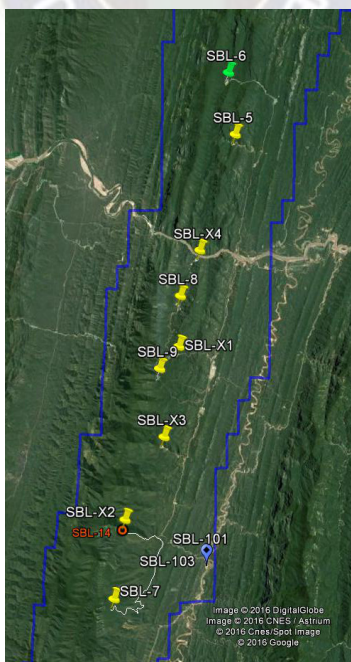 SBL-6
SBL-5
SBL-X4
SBL-8
SBL-X1
SBL-9
SBL-X3
SBL-X2
SBL-14
SBL-101
SBL-103
SBL-7
Image © 2016 DigitalGlobe
Image © 2016 CNES / Astrium
© 2016 Cnes/Spot Image
© 2016 Google